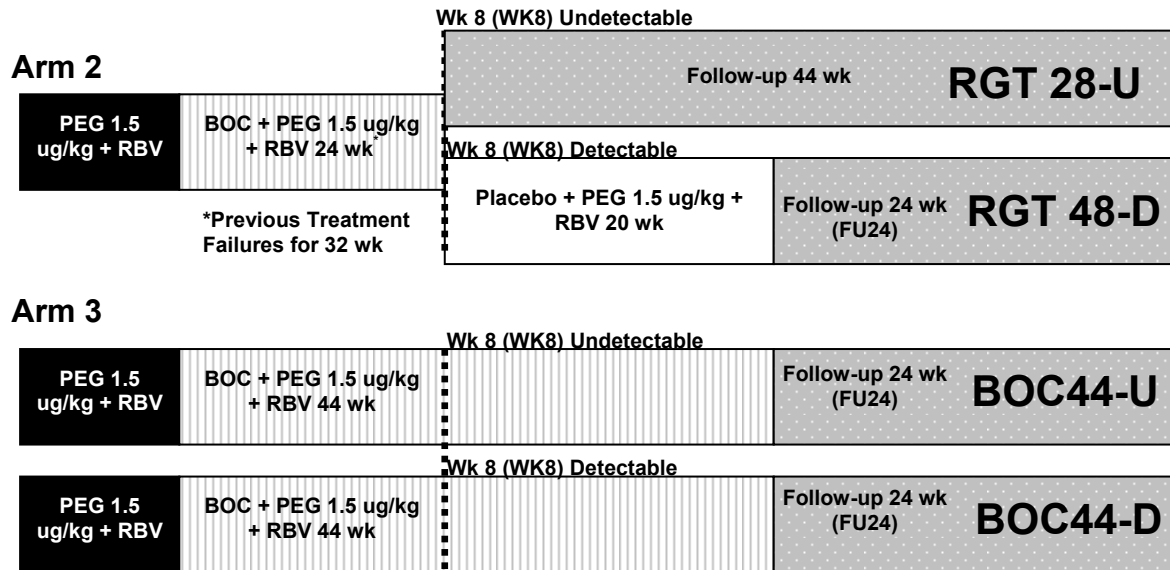 Wk 8 (WK8) Undetectable
Arm 2
PEG 1.5
ug/kg + RBV
BOC + PEG 1.5 ug/kg
+ RBV 24 wk*
Follow-up 44 wk
RGT 28-U
Wk 8 (WK8) Detectable
Placebo + PEG 1.5 ug/kg +
RBV 20 wk
Follow-up 24 wk
(FU24)
RGT 48-D
*Previous Treatment
Failures for 32 wk
Arm 3
Wk 8 (WK8) Undetectable
PEG 1.5
ug/kg + RBV
BOC + PEG 1.5 ug/kg
+ RBV 44 wk
Follow-up 24 wk
(FU24)
BOC44-U
Wk 8 (WK8) Detectable
PEG 1.5
ug/kg + RBV
BOC + PEG 1.5 ug/kg
+ RBV 44 wk
Follow-up 24 wk
(FU24)
BOC44-D